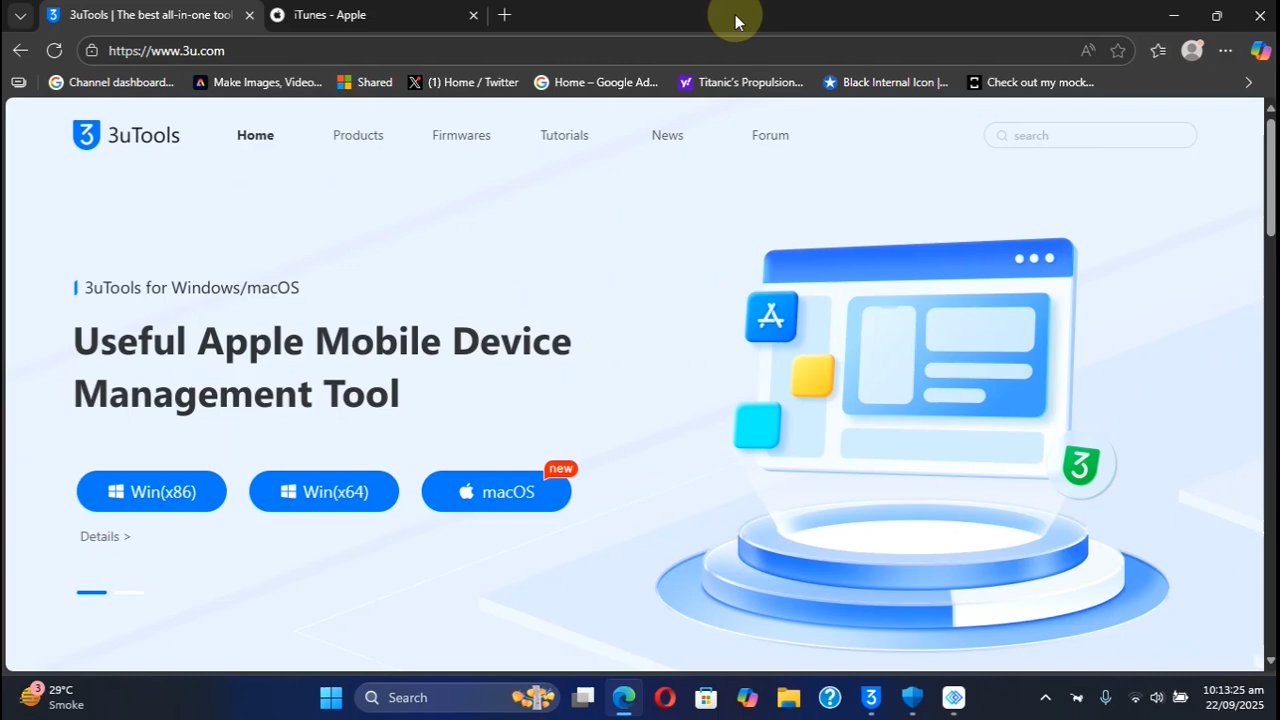 3uTools | The best all-in-one tool
iTunes - Apple
https://www.3u.com
Channel dashboard...
Make Images, Video...
Shared
(1) Home / Twitter
Home – Google Ad...
Titanic's Propulsion...
Black Internal Icon |...
Check out my mock...
3uTools
Home
Products
Firmwares
Tutorials
News
Forum
search
3uTools for Windows/macOS
Useful Apple Mobile Device
Management Tool
new
Win(x86)
Win(x64)
macOS
Details >
3
29°C
Smoke
Search
10:13:25 AM
22/09/2025